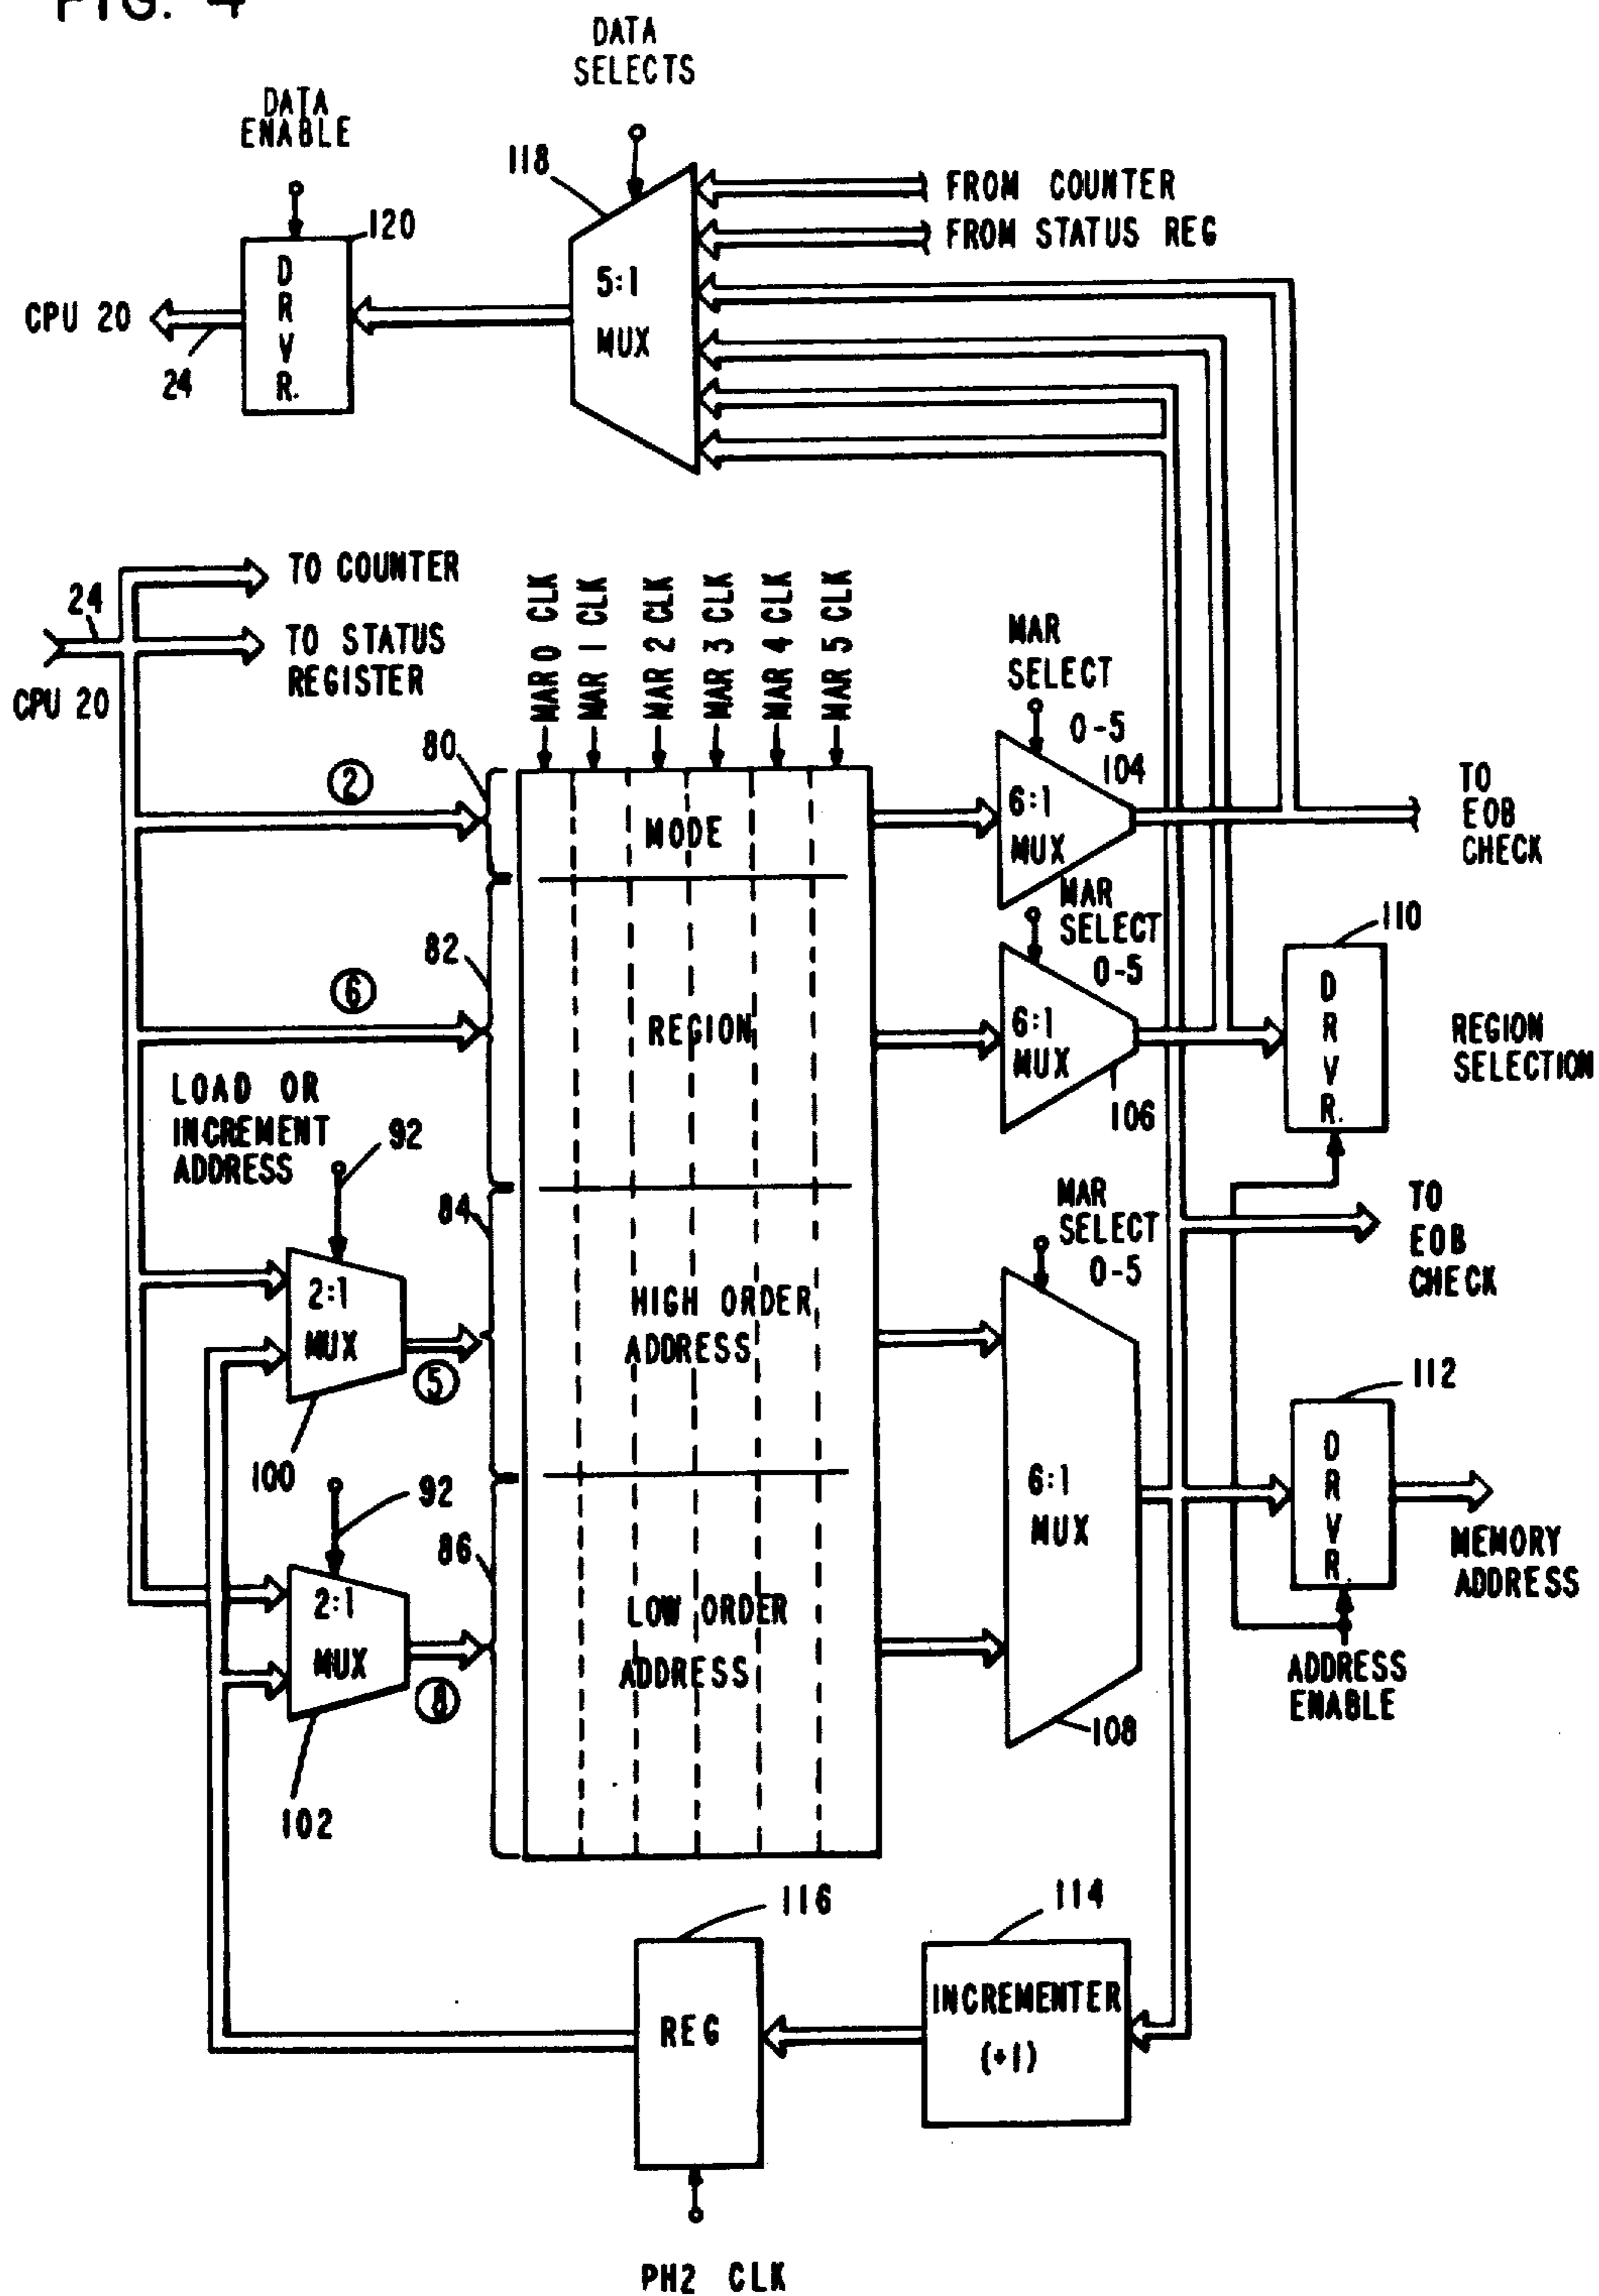 FIG. 4
DATA
SELECTS
DATA
ENABLE
118
120
FROM COUNTER
FROM STATUS REG
D
R
V
R.
5:1
MUX
CPU 20
24
TO COUNTER
24
TO STATUS
REGISTER
CPU 20
MAR 0 CLK
MAR 1 CLK
MAR 2 CLK
MAR 3 CLK
MAR 4 CLK
MAR 5 CLK
MAR
SELECT
0-5
104
80
2
MODE
6:1
MUX
TO
EOB
CHECK
MAR
SELECT
0-5
110
82
6
REGION
6:1
MUX
106
D
R
V
R.
REGION
SELECTION
LOAD OR
INCREMENT
ADDRESS
92
84
MAR
SELECT
0-5
TO
EOB
CHECK
2:1
MUX
5
100
HIGH ORDER
ADDRESS
112
92
86
6:1
MUX
D
R
V
R.
MEMORY
ADDRESS
2:1
MUX
8
102
LOW ORDER
ADDRESS
108
ADDRESS
ENABLE
116
114
REG
INCREMENTER
(+1)
PH2 CLK